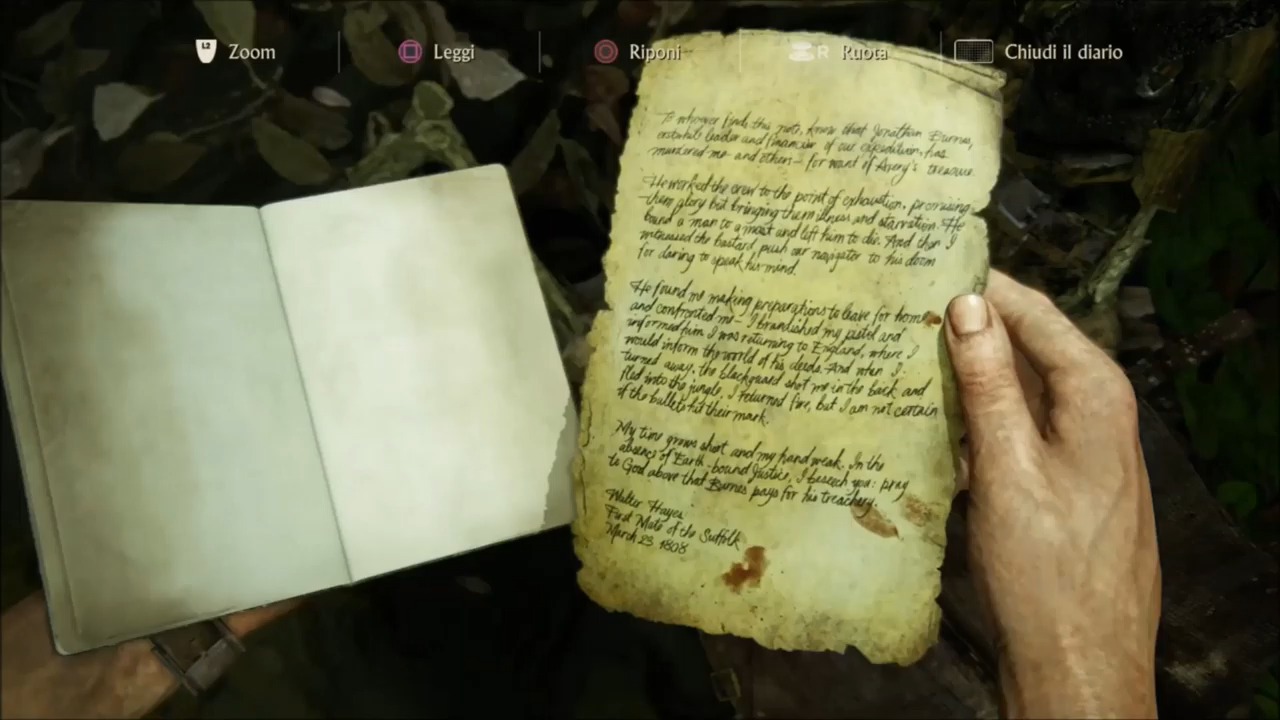 L2 Zoom
Leggi
Riponi
R Ruota
Chiudi il diario
To whoever finds this note, know that Jonathan Burnes,
erstwhile leader and financier of our expedition, has
murdered me and others - for want of Avery's treasure.
He worked the crew to the point of exhaustion, promising
them glory but bringing them illness and starvation. He
bound a man to a mast and left him to die. And then I
witnessed the bastard push our navigator to his doom
for daring to speak his mind.
He found me making preparations to leave for home
and confronted me - I brandished my pistol and
informed him I was returning to England, where I
would inform the world of his deeds. And when I
turned away, the blackguard shot me in the back and
fled into the jungle. I returned fire, but I am not certain
if the bullets hit their mark.
My time grows short and my hand weak. In the
absence of Earth-bound justice, I beseech you: pray
to God above that Burnes pays for his treachery.
Walter Hayes
First Mate of the Suffolk
March 23 1808